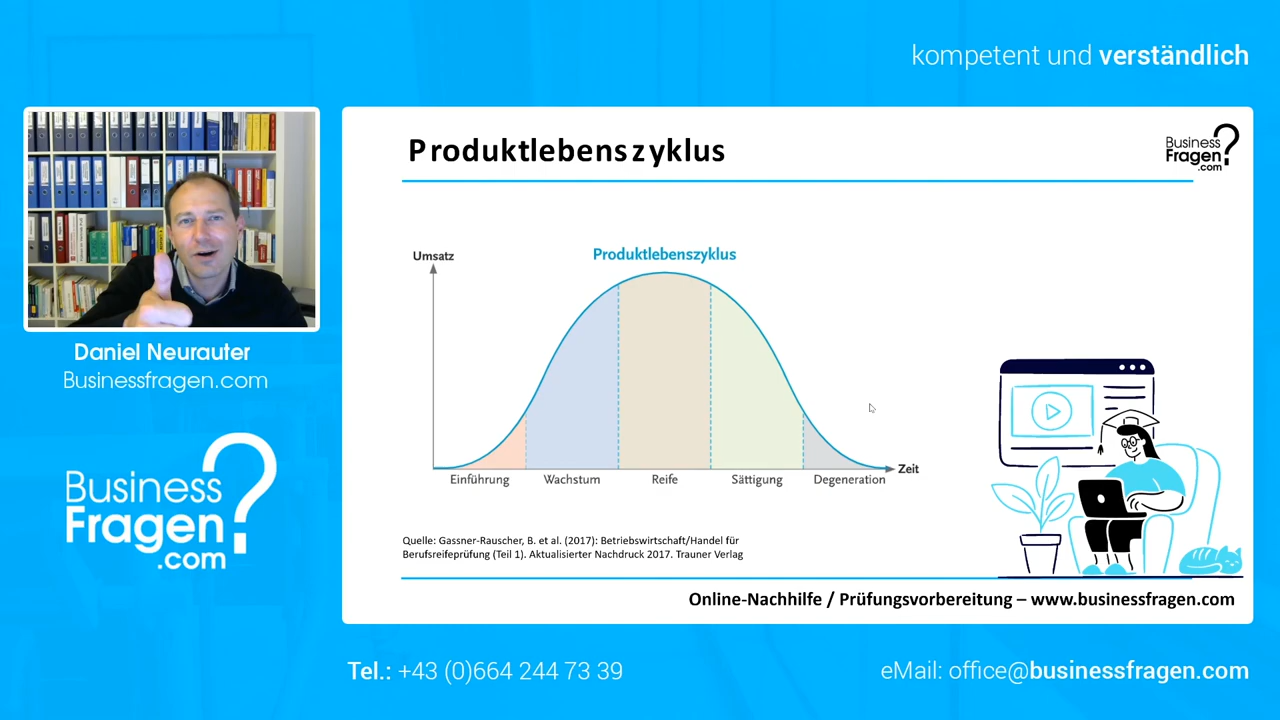 kompetent und verständlich
Produktlebenszyklus
Business
Fragen?
.com
Umsatz
Produktlebenszyklus
Zeit
Einführung
Wachstum
Reife
Sättigung
Degeneration
Quelle: Gassner-Rauscher, B. et al. (2017): Betriebswirtschaft/Handel für
Berufsreifeprüfung (Teil 1). Aktualisierter Nachdruck 2017. Trauner Verlag
Online-Nachhilfe / Prüfungsvorbereitung – www.businessfragen.com
Daniel Neurauter
Businessfragen.com
Business
Fragen?
.com
Tel.: +43 (0)664 244 73 39
eMail: office@businessfragen.com